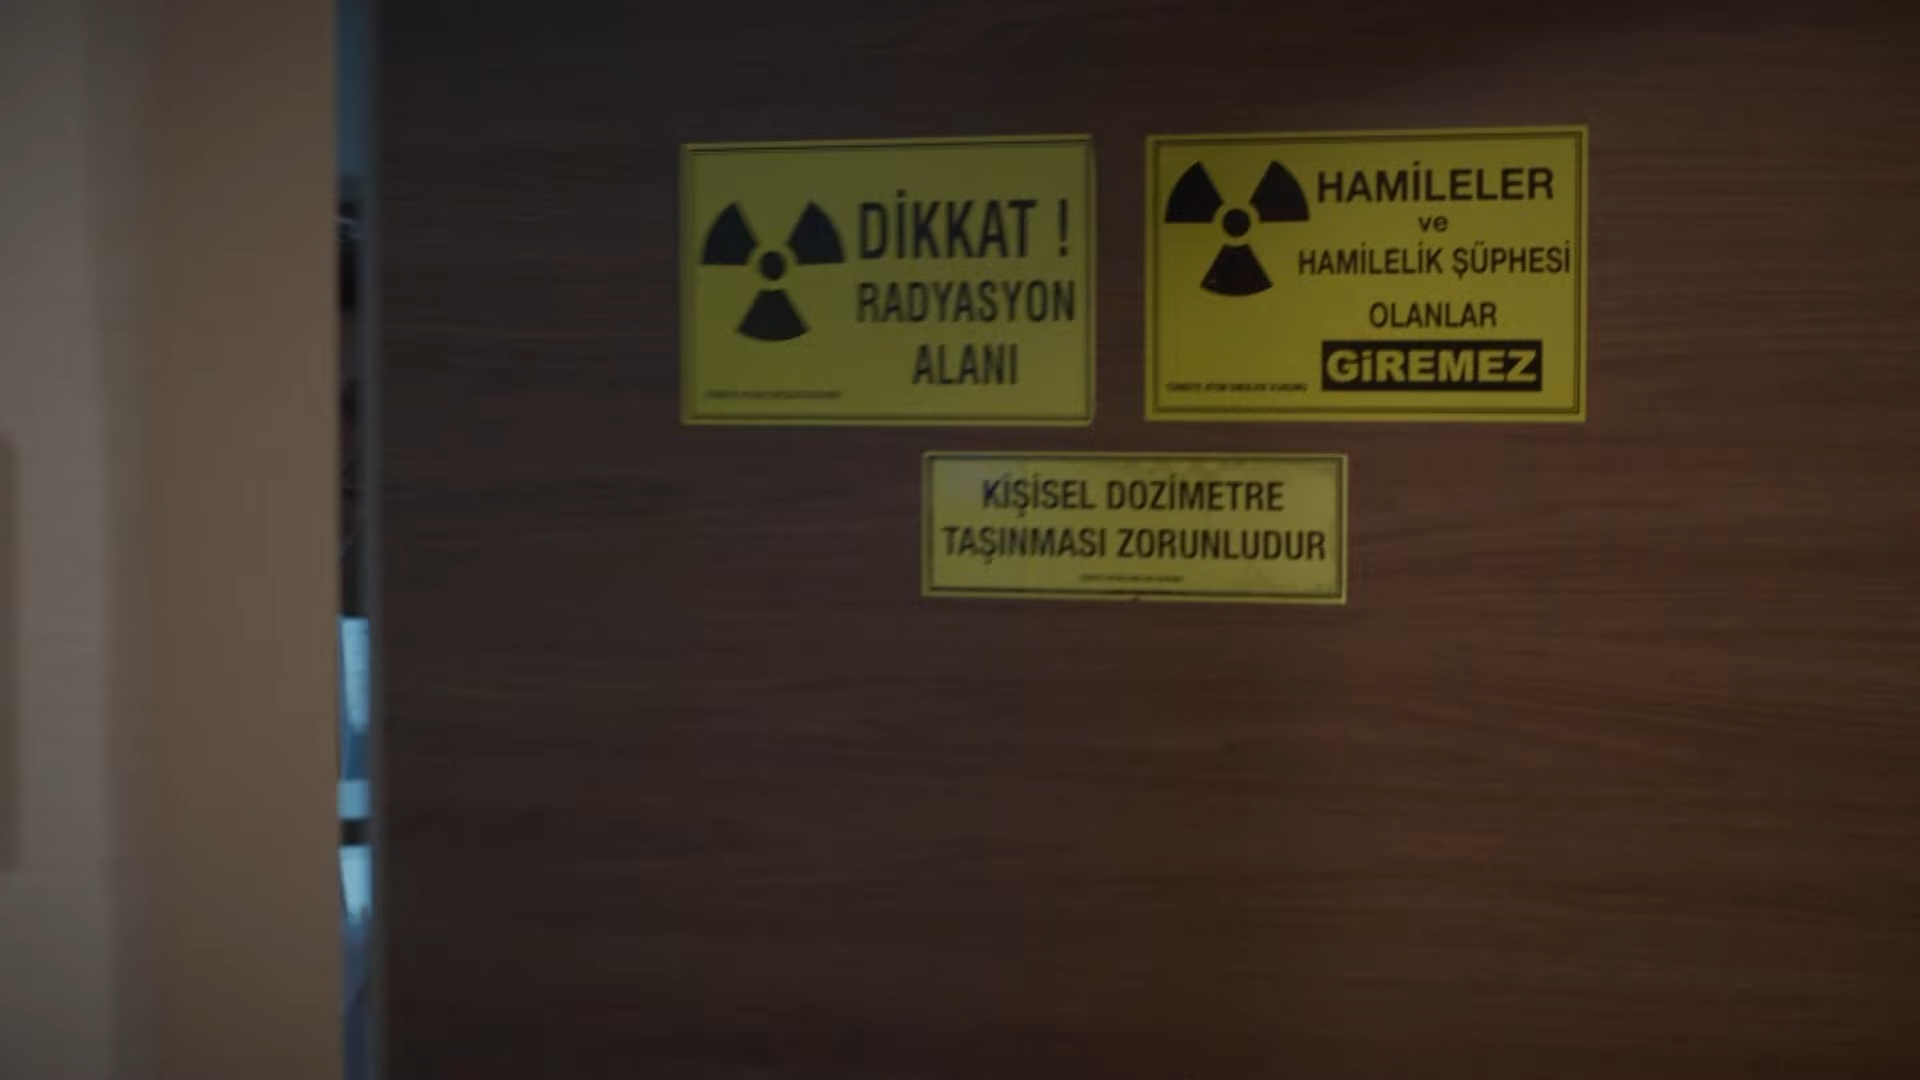 DİKKAT !
RADYASYON
ALANI
HAMİLELER
ve
HAMİLELİK ŞÜPHESİ
OLANLAR
GİREMEZ
KİŞİSEL DOZİMETRE
TAŞINMASI ZORUNLUDUR